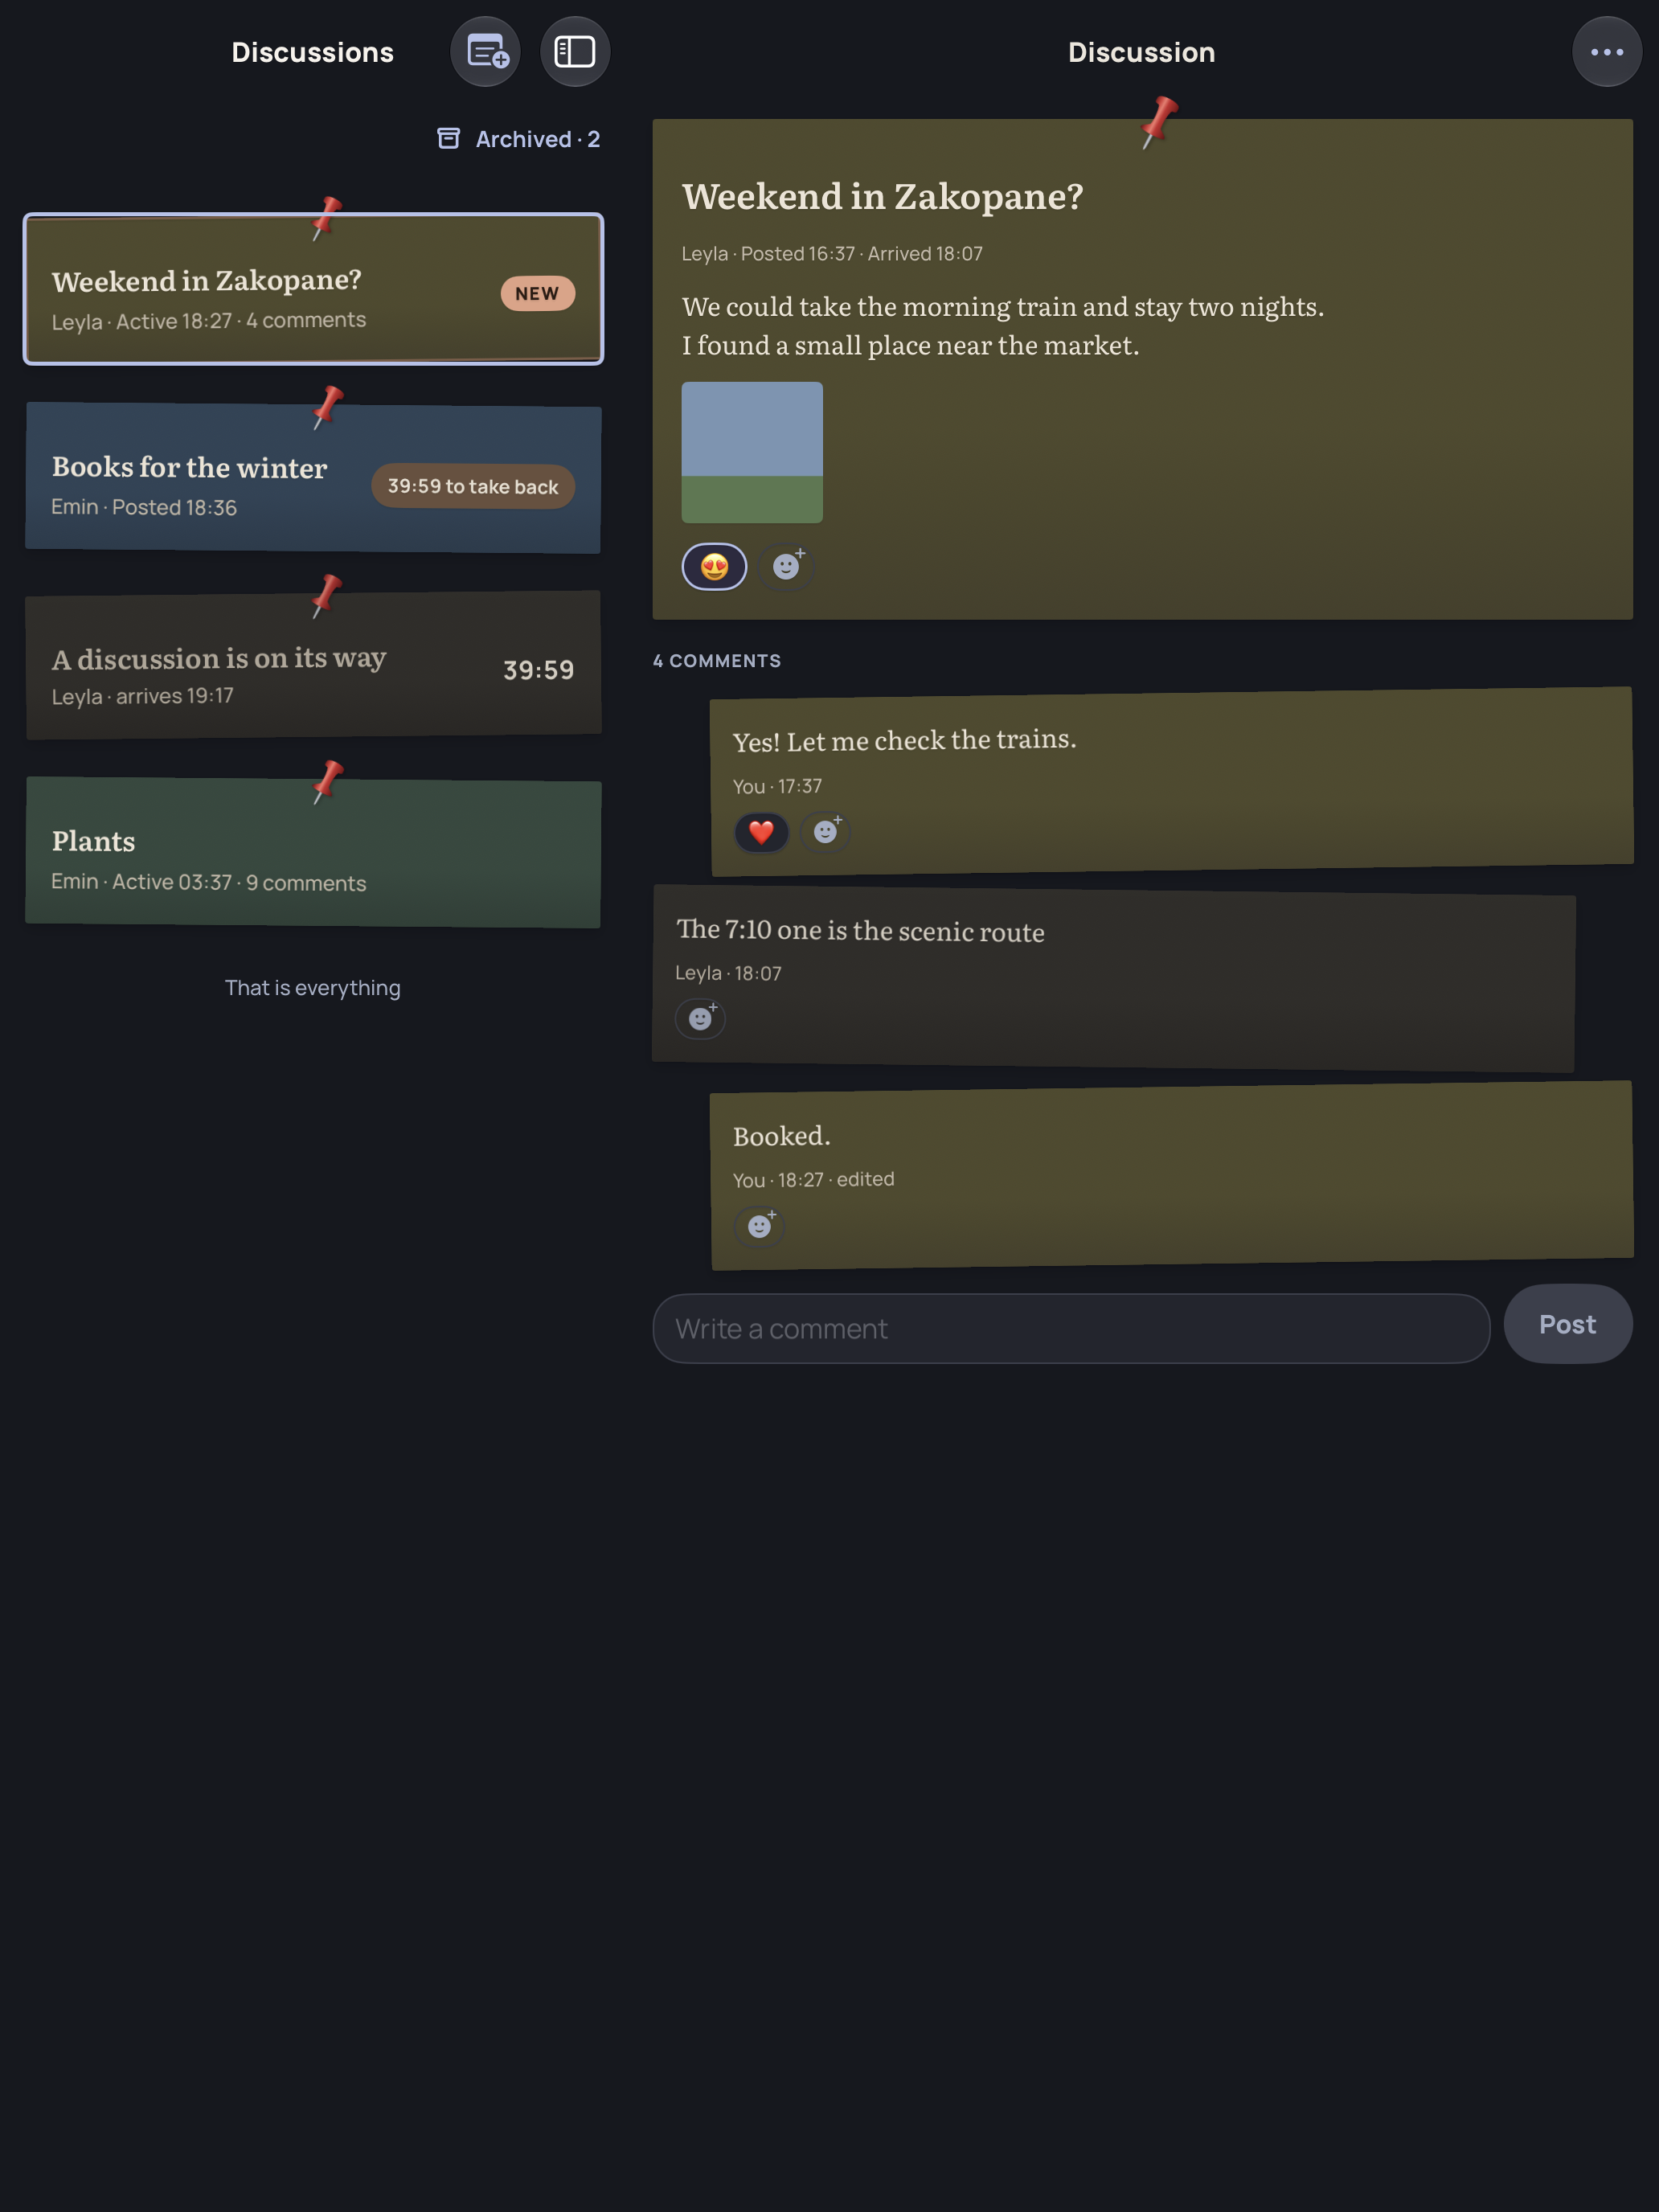 Discussions
Archived · 2
Weekend in Zakopane?
Leyla · Active 18:27 · 4 comments
NEW
Books for the winter
Emin · Posted 18:36
39:59 to take back
A discussion is on its way
Leyla · arrives 19:17
39:59
Plants
Emin · Active 03:37 · 9 comments
That is everything
Discussion
Weekend in Zakopane?
Leyla · Posted 16:37 · Arrived 18:07
We could take the morning train and stay two nights.
I found a small place near the market.
4 COMMENTS
Yes! Let me check the trains.
You · 17:37
The 7:10 one is the scenic route
Leyla · 18:07
Booked.
You · 18:27 · edited
Write a comment
Post